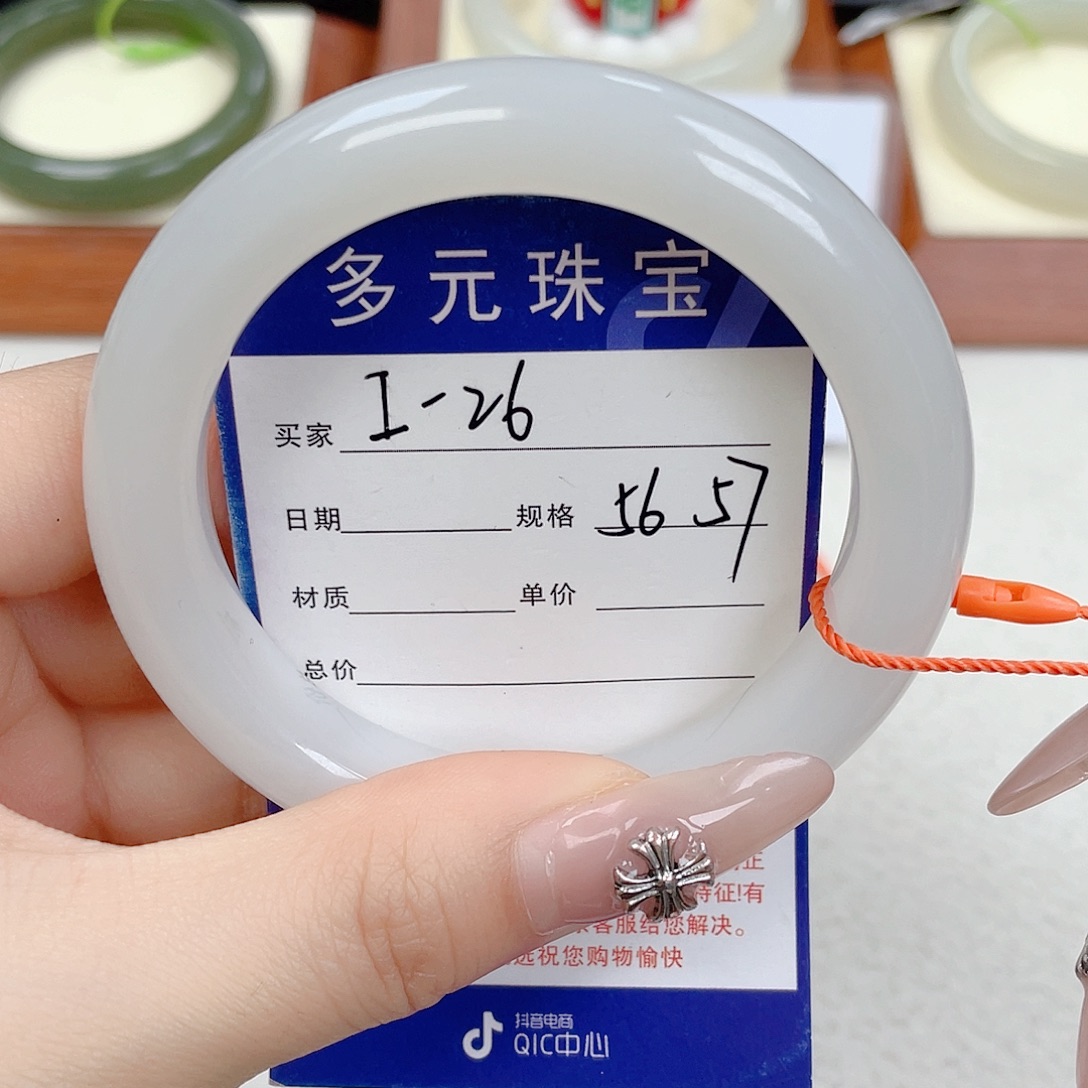 多元珠宝
买家 I-26
日期 规格 56 57
材质 单价
总价
正
特征!有
客服给您解决。
祝您购物愉快
抖音电商
QIC中心